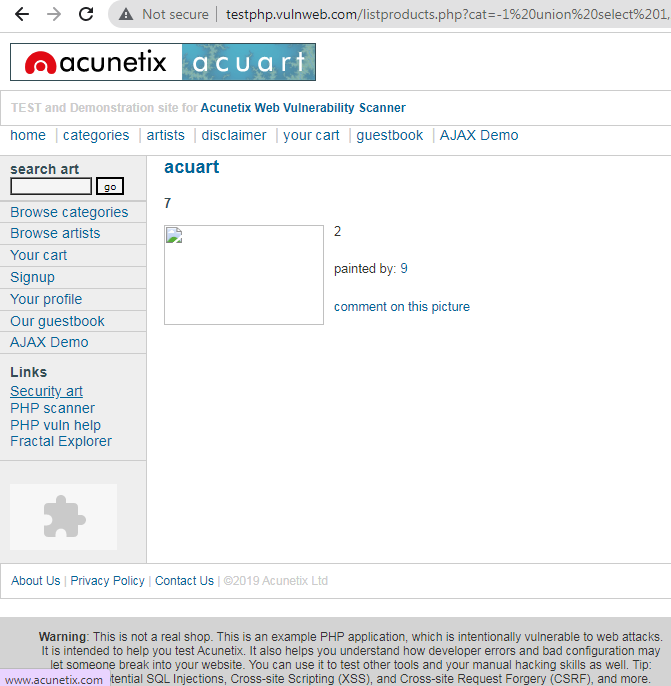 Not secure | testphp.vulnweb.com/listproducts.php?cat=-1%20union%20select%201,
acunetix acuart
TEST and Demonstration site for Acunetix Web Vulnerability Scanner
home | categories | artists | disclaimer | your cart | guestbook | AJAX Demo
search art
go
Browse categories
Browse artists
Your cart
Signup
Your profile
Our guestbook
AJAX Demo
Links
Security art
PHP scanner
PHP vuln help
Fractal Explorer
acuart
7
2
painted by: 9
comment on this picture
About Us | Privacy Policy | Contact Us | ©2019 Acunetix Ltd
Warning: This is not a real shop. This is an example PHP application, which is intentionally vulnerable to web attacks.
It is intended to help you test Acunetix. It also helps you understand how developer errors and bad configuration may
let someone break into your website. You can use it to test other tools and your manual hacking skills as well. Tip:
tential SQL Injections, Cross-site Scripting (XSS), and Cross-site Request Forgery (CSRF), and more.
www.acunetix.com